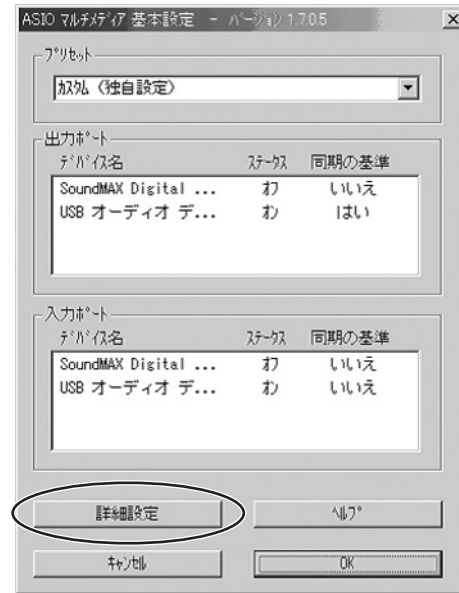 ASIO ﾏﾙﾁﾒﾃﾞｨｱ 基本設定 - ﾊﾞｰｼﾞｮﾝ 1.7.0.5
ﾌﾟﾘｾｯﾄ
ｶｽﾀﾑ (独自設定)
出力ﾎﾟｰﾄ
ﾃﾞﾊﾞｲｽ名 ｽﾃｰﾀｽ 同期の基準
SoundMAX Digital ... ｵﾌ いいえ
USB オーディオ デ... ｵﾝ はい
入力ﾎﾟｰﾄ
ﾃﾞﾊﾞｲｽ名 ｽﾃｰﾀｽ 同期の基準
SoundMAX Digital ... ｵﾌ いいえ
USB オーディオ デ... ｵﾝ いいえ
詳細設定 ﾍﾙﾌﾟ
ｷｬﾝｾﾙ OK